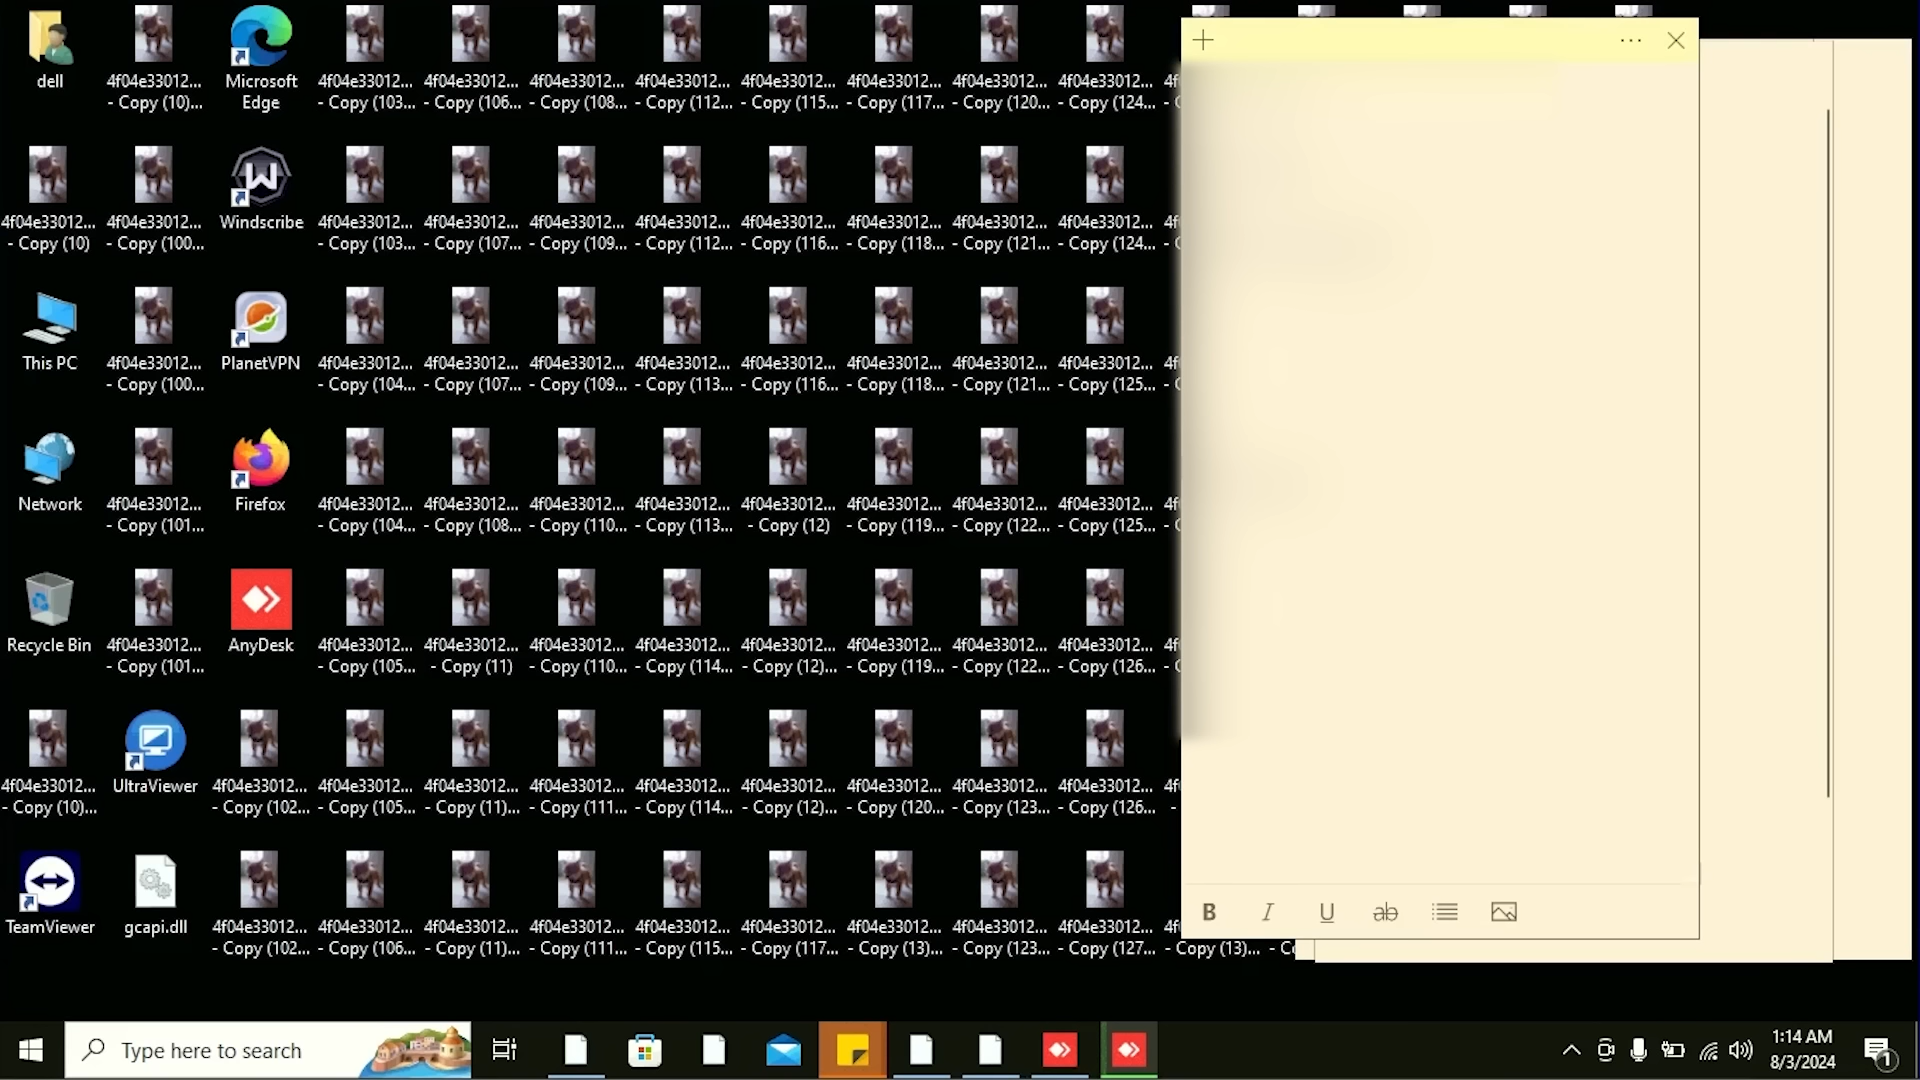 dell 4f04e33012... Microsoft 4f04e33012... 4f04e33012... 4f04e33012... 4f04e33012... 4f04e33012... 4f04e33012... 4f04e33012... 4f04e33012...
- Copy (10)... Edge - Copy (103... - Copy (106... - Copy (108... - Copy (112... - Copy (115... - Copy (117... - Copy (120... - Copy (124...
4f04e33012... 4f04e33012... Windscribe 4f04e33012... 4f04e33012... 4f04e33012... 4f04e33012... 4f04e33012... 4f04e33012... 4f04e33012... 4f04e33012...
- Copy (10) - Copy (100... - Copy (103... - Copy (107... - Copy (109... - Copy (112... - Copy (116... - Copy (118... - Copy (121... - Copy (124...
This PC 4f04e33012... PlanetVPN 4f04e33012... 4f04e33012... 4f04e33012... 4f04e33012... 4f04e33012... 4f04e33012... 4f04e33012... 4f04e33012...
- Copy (100... - Copy (104... - Copy (107... - Copy (109... - Copy (113... - Copy (116... - Copy (118... - Copy (121... - Copy (125...
Network 4f04e33012... Firefox 4f04e33012... 4f04e33012... 4f04e33012... 4f04e33012... 4f04e33012... 4f04e33012... 4f04e33012... 4f04e33012...
- Copy (101... - Copy (104... - Copy (108... - Copy (110... - Copy (113... - Copy (12) - Copy (119... - Copy (122... - Copy (125...
Recycle Bin 4f04e33012... AnyDesk 4f04e33012... 4f04e33012... 4f04e33012... 4f04e33012... 4f04e33012... 4f04e33012... 4f04e33012... 4f04e33012...
- Copy (101... - Copy (105... - Copy (11) - Copy (110... - Copy (114... - Copy (12)... - Copy (119... - Copy (122... - Copy (126...
4f04e33012... UltraViewer 4f04e33012... 4f04e33012... 4f04e33012... 4f04e33012... 4f04e33012... 4f04e33012... 4f04e33012... 4f04e33012... 4f04e33012...
- Copy (10)... - Copy (102... - Copy (105... - Copy (11)... - Copy (111... - Copy (114... - Copy (12)... - Copy (120... - Copy (123... - Copy (126...
TeamViewer gcapi.dll 4f04e33012... 4f04e33012... 4f04e33012... 4f04e33012... 4f04e33012... 4f04e33012... 4f04e33012... 4f04e33012... 4f04e33012...
- Copy (102... - Copy (106... - Copy (11)... - Copy (111... - Copy (115... - Copy (117... - Copy (13)... - Copy (123... - Copy (127... - Copy (13)...
B I U ab
Type here to search
1:14 AM
8/3/2024
1